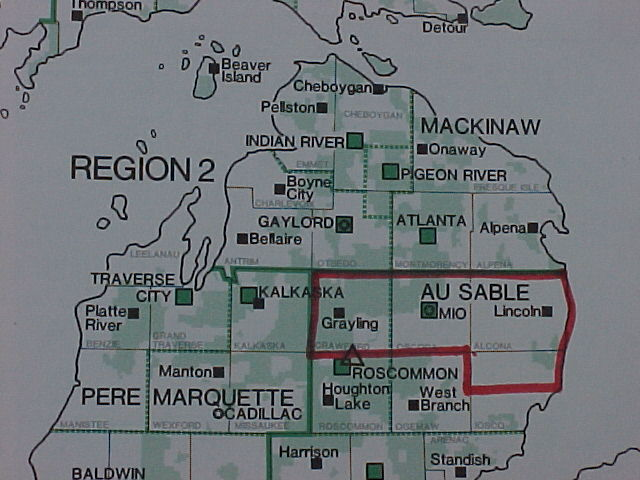 Thompson
Detour
Beaver
Island
Cheboygan
Pellston
CHEBOYGAN
MACKINAW
INDIAN RIVER
Onaway
EMMET
REGION 2
PIGEON RIVER
Boyne
City
PRESQUE ISLE
CHARLEVOIX
GAYLORD
ATLANTA
Alpena
Bellaire
LEELANAU
ANTRIM
OTSEGO
MONTMORENCY
ALPENA
TRAVERSE
CITY
KALKASKA
AU SABLE
Platte
River
MIO
Lincoln
Grayling
GRAND
TRAVERSE
BENZIE
KALKASKA
CRAWFORD
OSCODA
ALCONA
Manton
ROSCOMMON
PERE MARQUETTE
Houghton
Lake
West
Branch
CADILLAC
MANISTEE
WEXFORD
MISSAUKEE
ROSCOMMON
OGEMAW
IOSCO
ARENAC
Harrison
Standish
BALDWIN